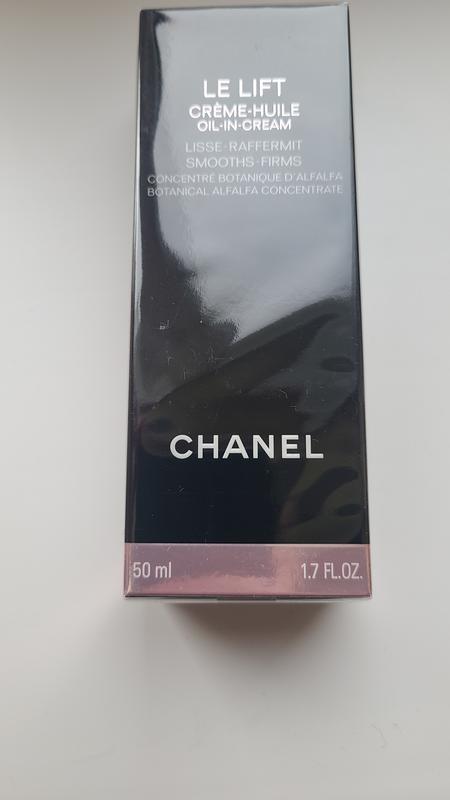 LE LIFT
CRÈME-HUILE
OIL-IN-CREAM
LISSE-RAFFERMIT
SMOOTHS-FIRMS
CONCENTRÉ BOTANIQUE D'ALFALFA
BOTANICAL ALFALFA CONCENTRATE
CHANEL
50 ml 1.7 FL.OZ.